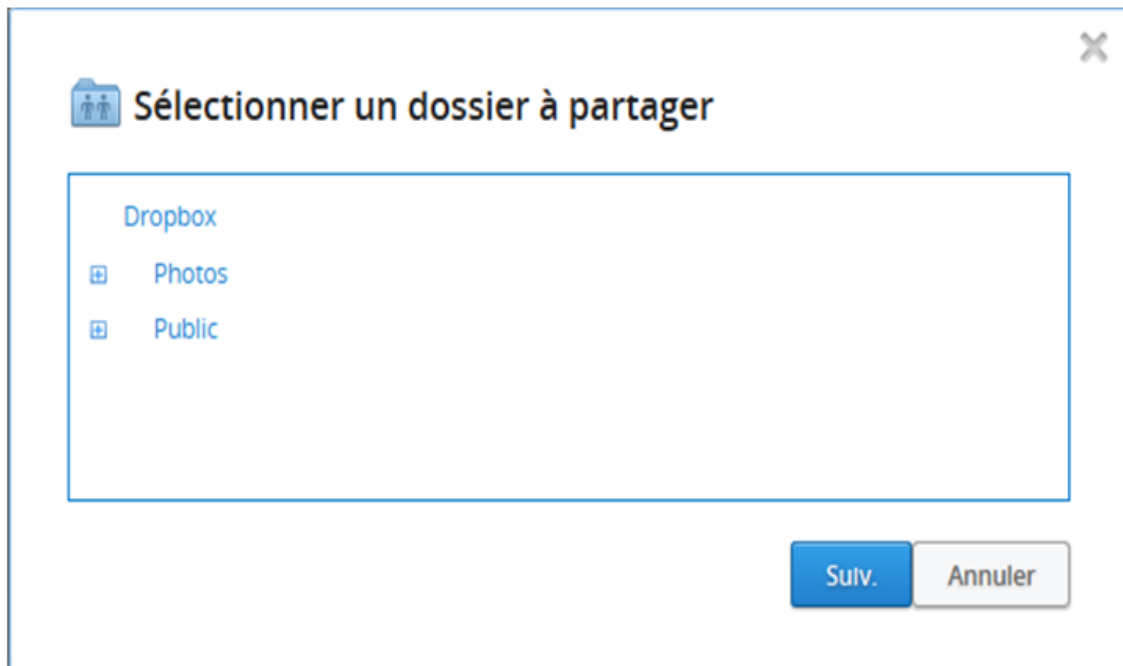 Sélectionner un dossier à partager
Dropbox
Photos
Public
Suiv. Annuler